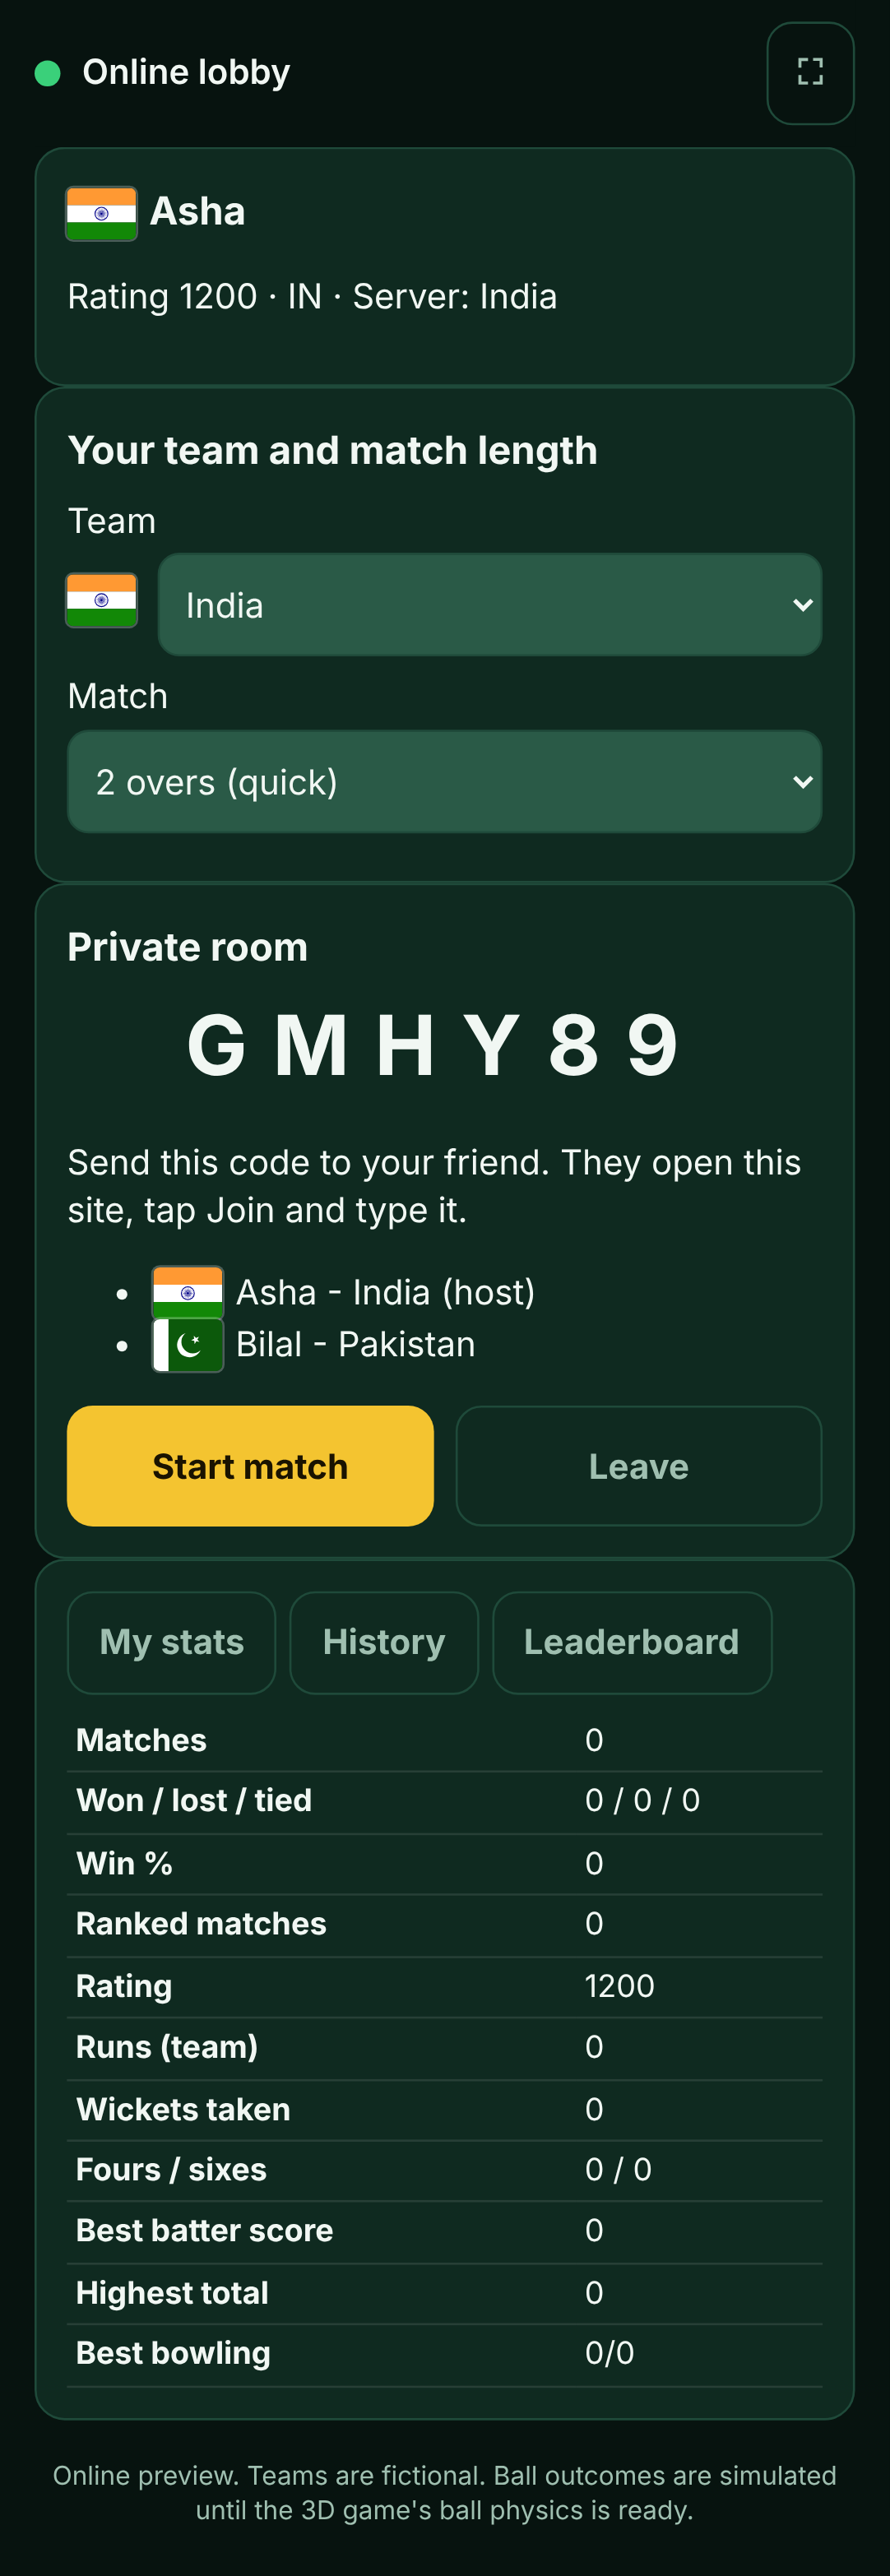 Online lobby
Asha
Rating 1200 · IN · Server: India
Your team and match length
Team
India
Match
2 overs (quick)
Private room
GMHY89
Send this code to your friend. They open this
site, tap Join and type it.
• Asha - India (host)
• Bilal - Pakistan
Start match Leave
My stats History Leaderboard
Matches 0
Won / lost / tied 0 / 0 / 0
Win % 0
Ranked matches 0
Rating 1200
Runs (team) 0
Wickets taken 0
Fours / sixes 0 / 0
Best batter score 0
Highest total 0
Best bowling 0/0
Online preview. Teams are fictional. Ball outcomes are simulated
until the 3D game's ball physics is ready.